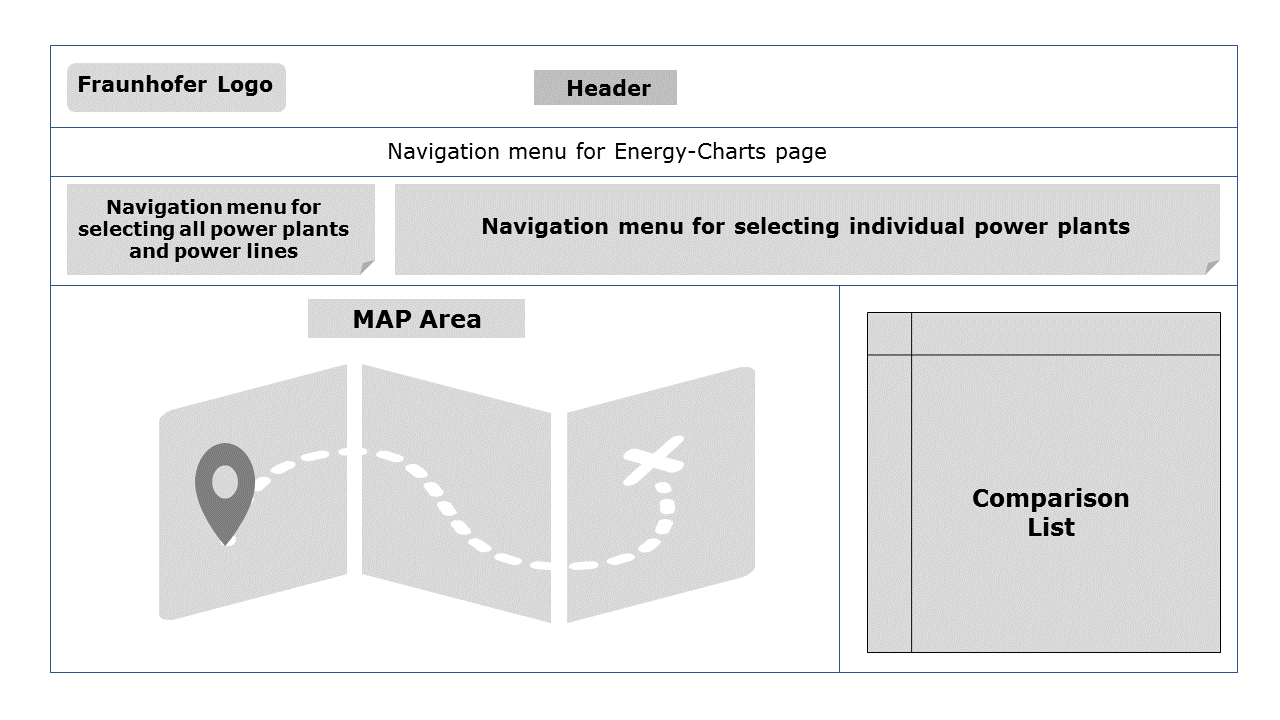 Fraunhofer Logo
Header
Navigation menu for Energy-Charts page
Navigation menu for
selecting all power plants
and power lines
Navigation menu for selecting individual power plants
MAP Area
Comparison
List